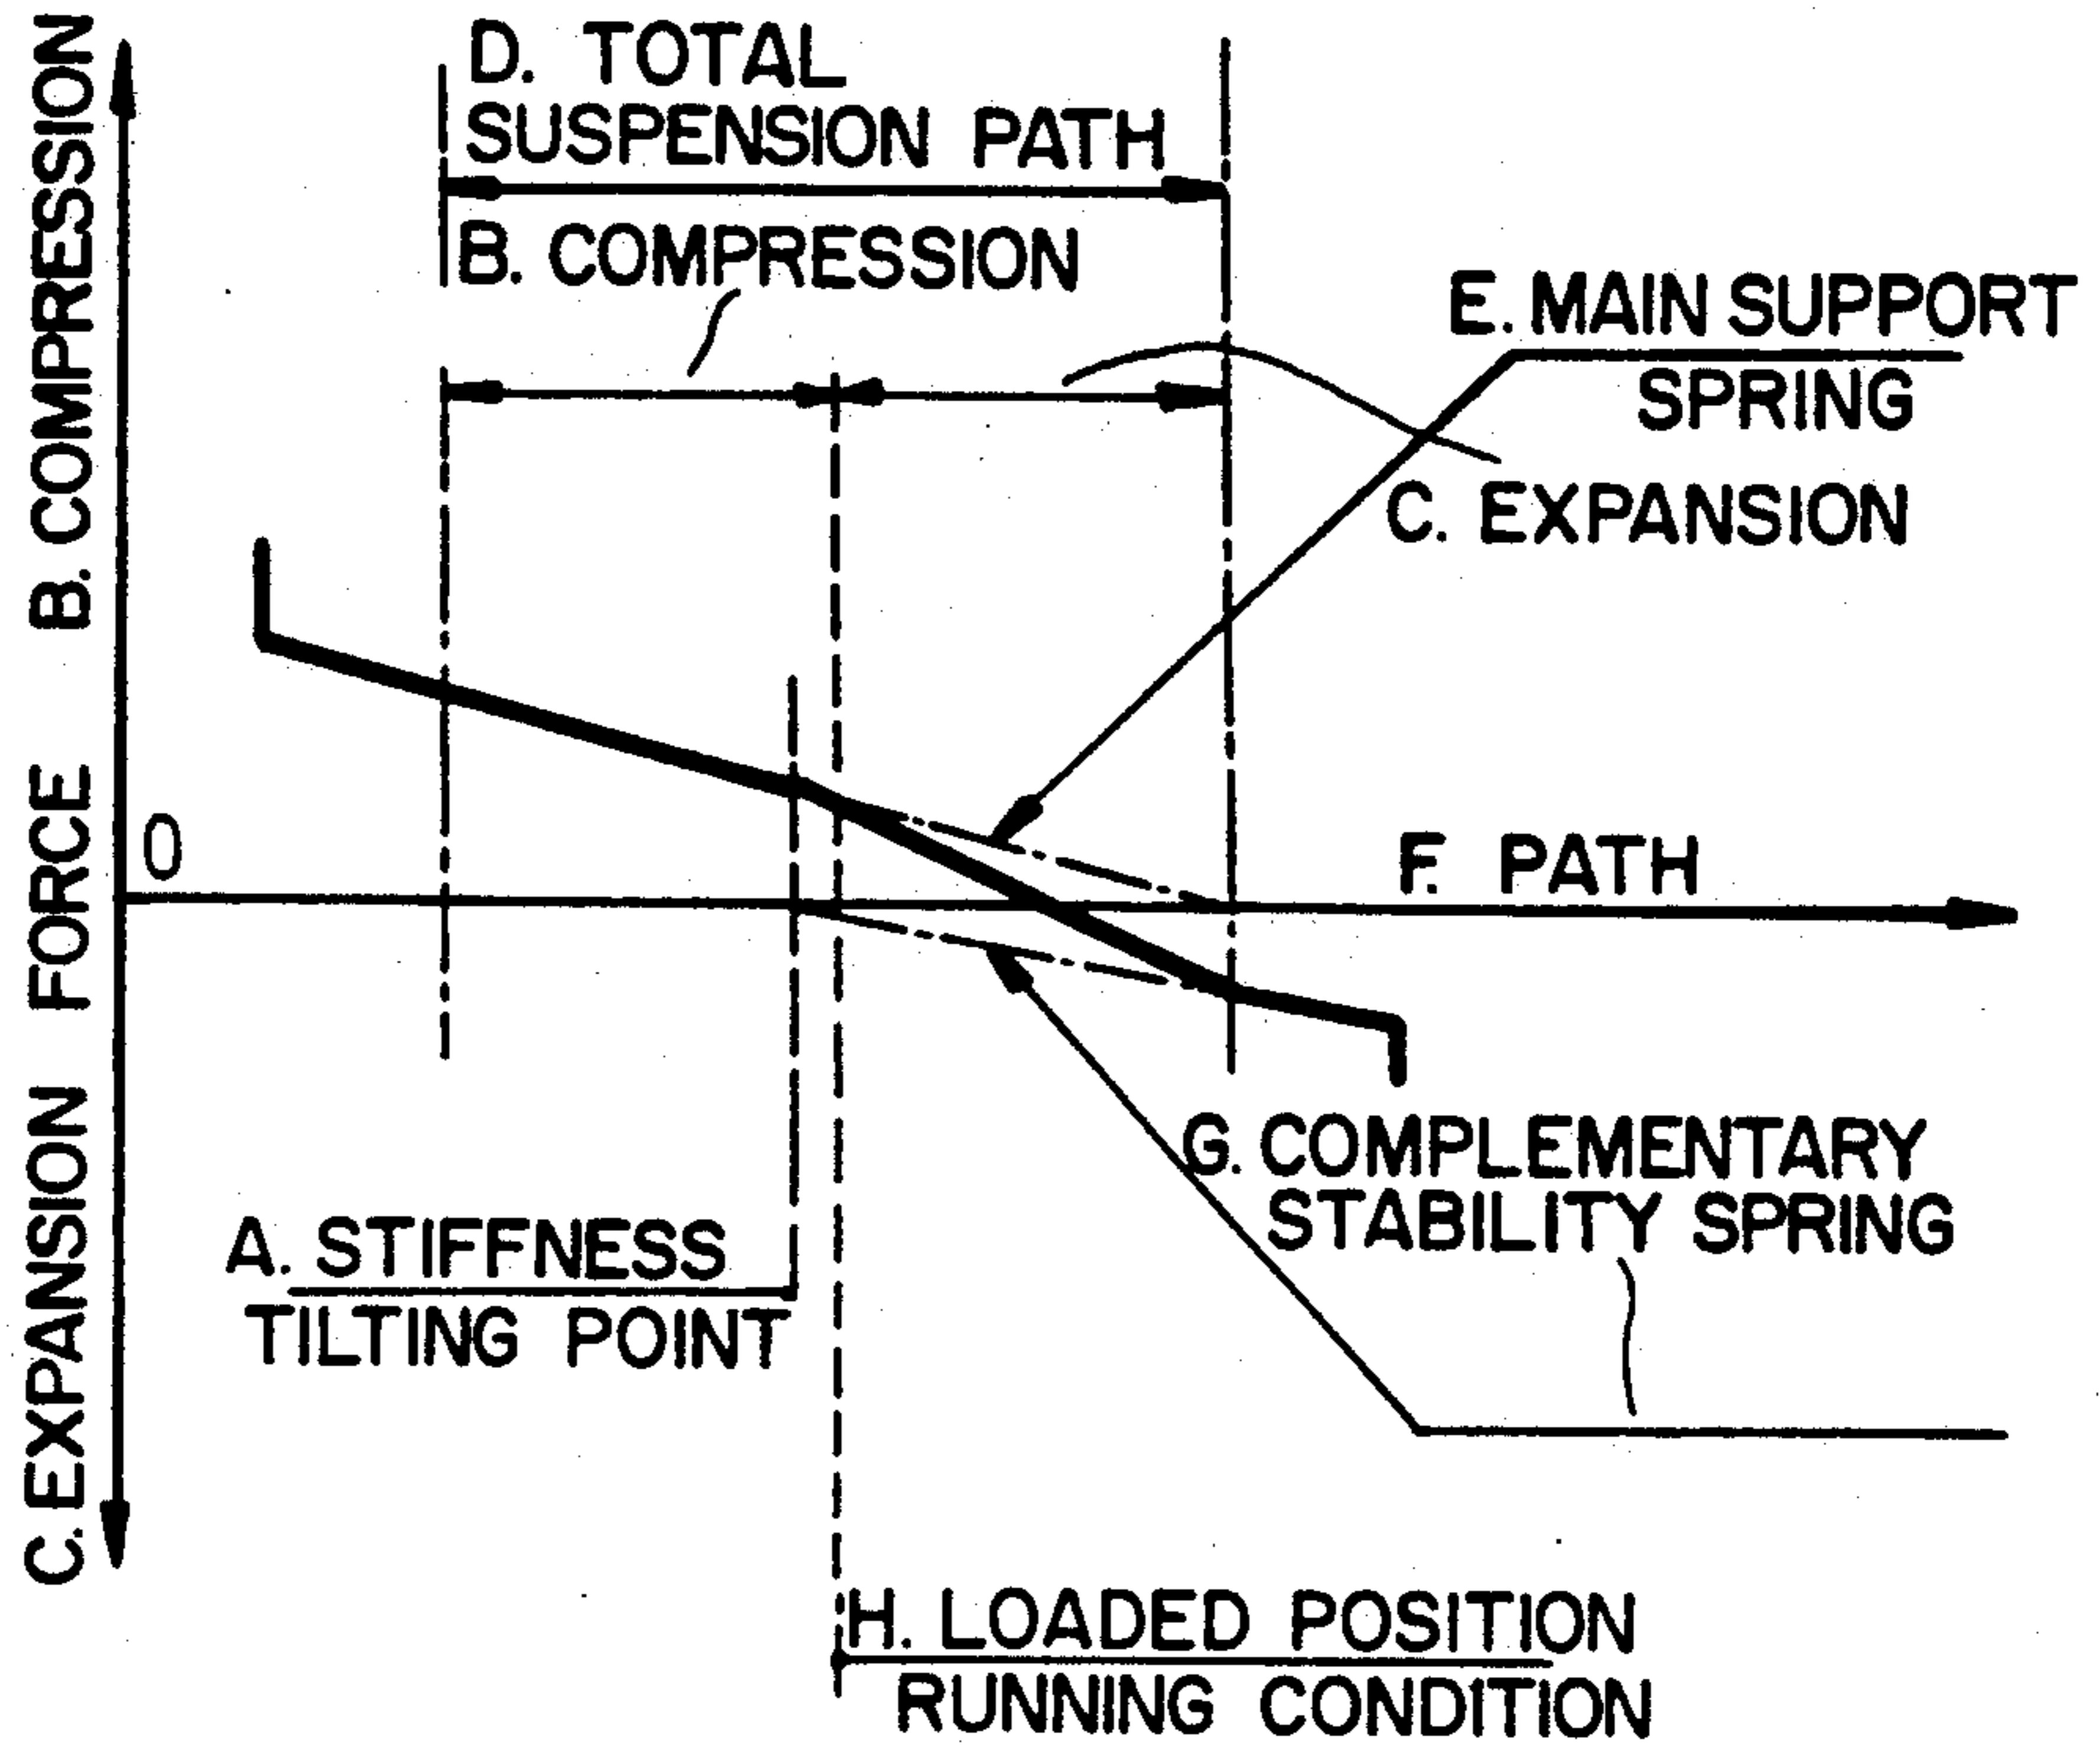 D. TOTAL
SUSPENSION PATH
B. COMPRESSION
E. MAIN SUPPORT
SPRING
C. EXPANSION
C. EXPANSION FORCE B. COMPRESSION
O
F. PATH
G. COMPLEMENTARY
STABILITY SPRING
A. STIFFNESS
TILTING POINT
H. LOADED POSITION
RUNNING CONDITION